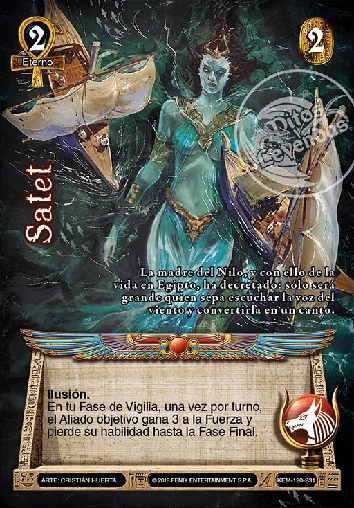 2
Eterno
2
Mitos y
Leyendas
Satet
La madre del Nilo, y con ello de la
vida en Egipto, ha decretado: sólo será
grande quien sepa escuchar la voz del
viento y convertirla en un canto.
Ilusión.
En tu Fase de Vigilia, una vez por turno,
el Aliado objetivo gana 3 a la Fuerza y
pierde su habilidad hasta la Fase Final.
ARTE: CRISTIÁN HUERTA
FENIX ENTERTAINMENT S.P.A.